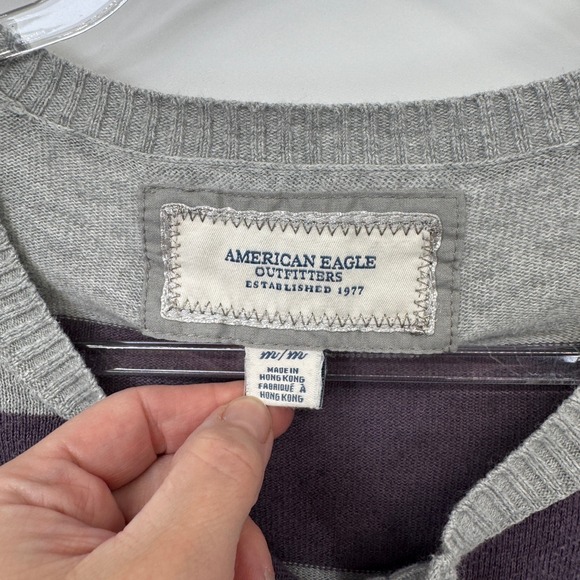 AMERICAN EAGLE
OUTFITTERS
ESTABLISHED 1977
m/m
MADE IN
HONG KONG
FABRIQUÉ À
HONG KONG